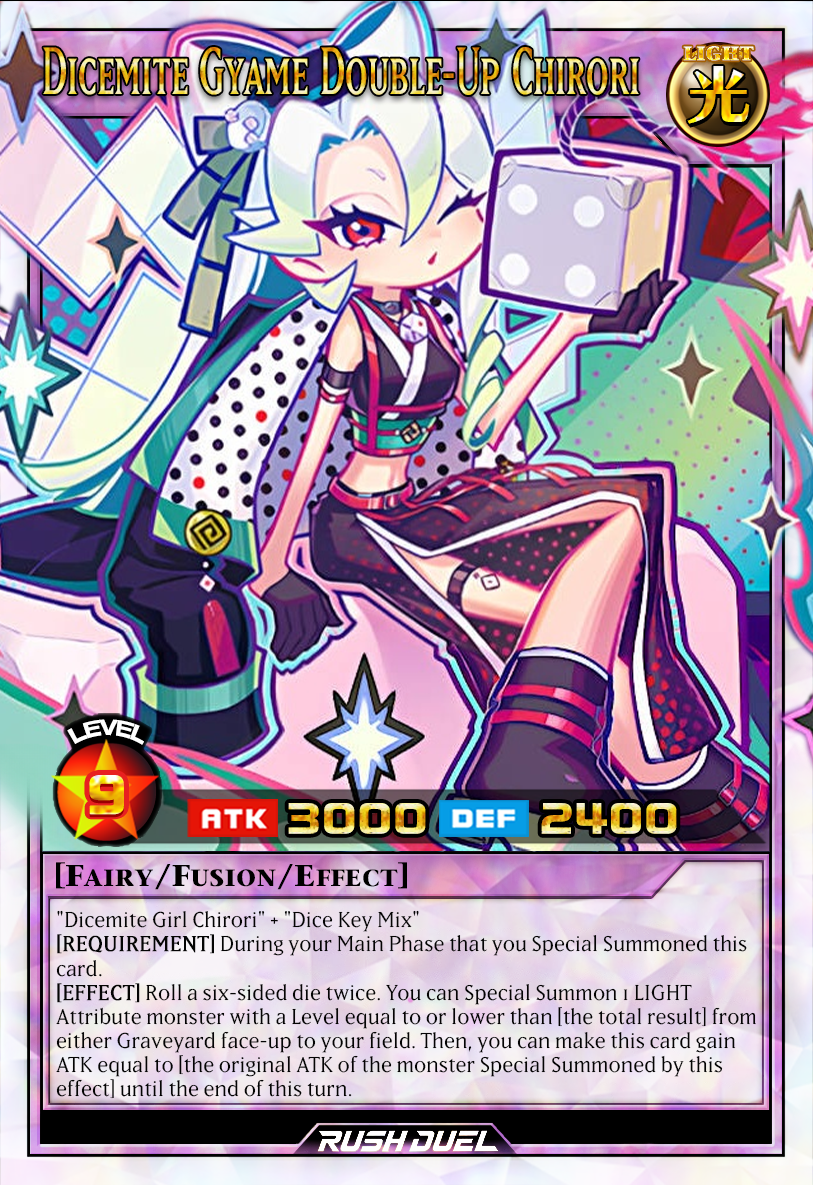 DICEMITE GYAME DOUBLE-UP CHIRORI
LIGHT
光
LEVEL
9
ATK 3000 DEF 2400
[FAIRY/FUSION/EFFECT]
"Dicemite Girl Chirori" + "Dice Key Mix"
[REQUIREMENT] During your Main Phase that you Special Summoned this
card.
[EFFECT] Roll a six-sided die twice. You can Special Summon 1 LIGHT
Attribute monster with a Level equal to or lower than [the total result] from
either Graveyard face-up to your field. Then, you can make this card gain
ATK equal to [the original ATK of the monster Special Summoned by this
effect] until the end of this turn.
RUSH DUEL